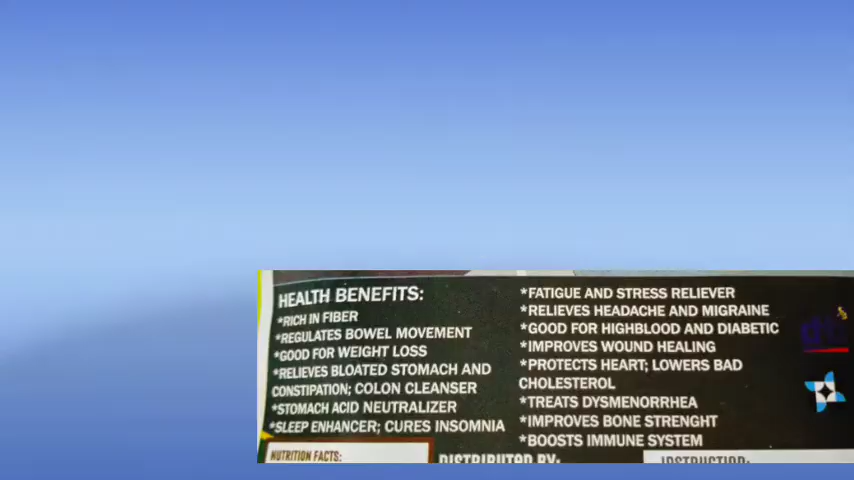 HEALTH BENEFITS:
*RICH IN FIBER
*REGULATES BOWEL MOVEMENT
*GOOD FOR WEIGHT LOSS
*RELIEVES BLOATED STOMACH AND
CONSTIPATION; COLON CLEANSER
*STOMACH ACID NEUTRALIZER
*SLEEP ENHANCER; CURES INSOMNIA
*FATIGUE AND STRESS RELIEVER
*RELIEVES HEADACHE AND MIGRAINE
*GOOD FOR HIGHBLOOD AND DIABETIC
*IMPROVES WOUND HEALING
*PROTECTS HEART; LOWERS BAD
CHOLESTEROL
*TREATS DYSMENORRHEA
*IMPROVES BONE STRENGHT
*BOOSTS IMMUNE SYSTEM
NUTRITION FACTS:
DISTRIBUTED BY:
INSTRUCTION: